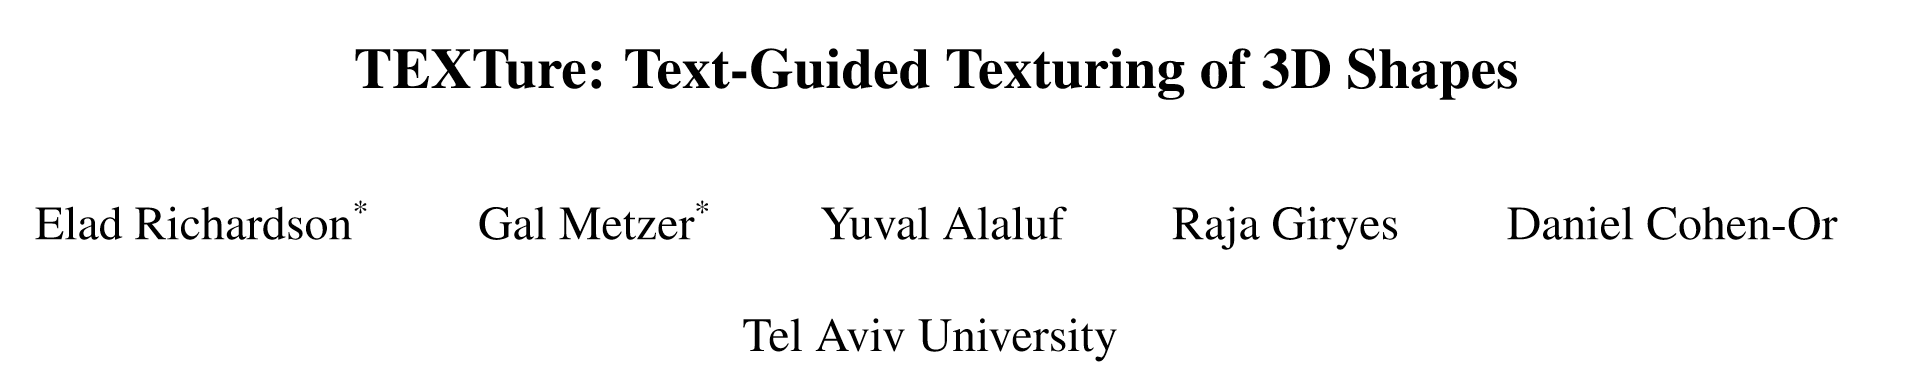 TEXTure: Text-Guided Texturing of 3D Shapes
Elad Richardson* Gal Metzer* Yuval Alaluf Raja Giryes Daniel Cohen-Or
Tel Aviv University